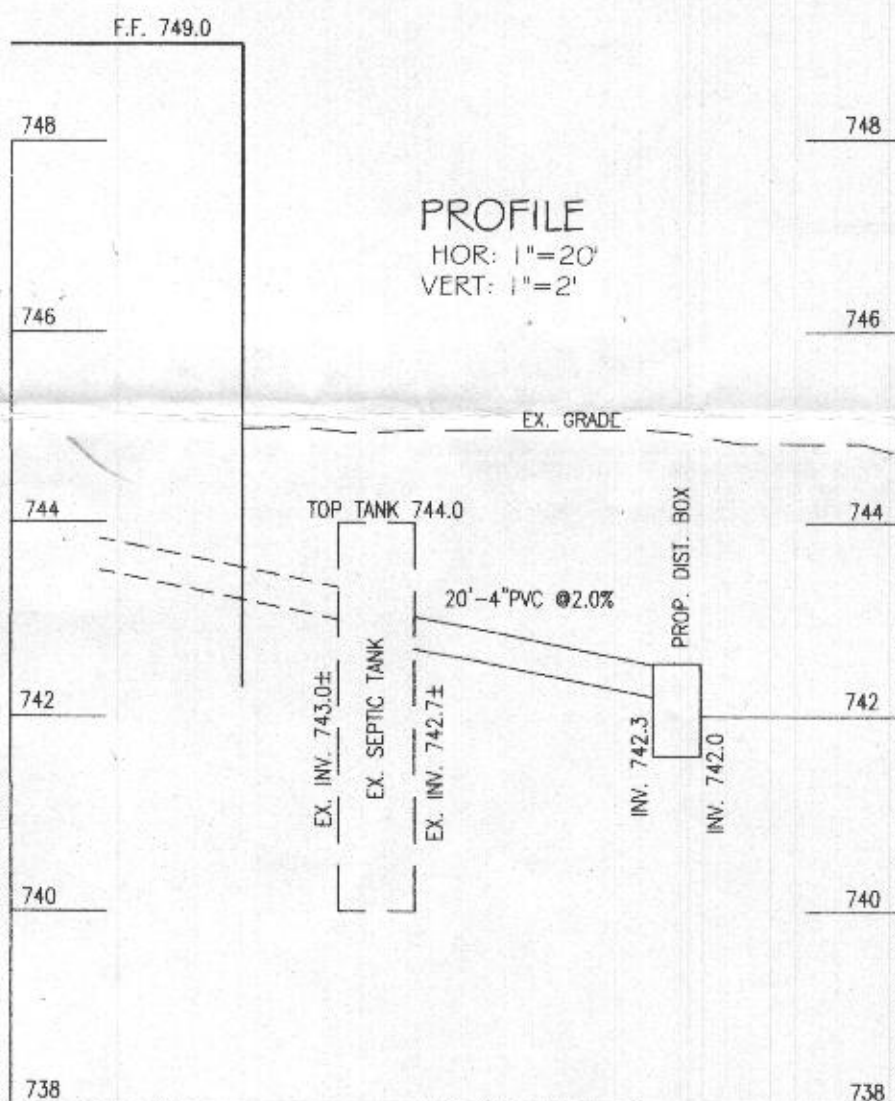 F.F. 749.0
748
748
PROFILE
HOR: 1"=20'
VERT: 1"=2'
746
746
EX. GRADE
744
TOP TANK 744.0
744
20'-4"PVC @2.0%
PROP. DIST. BOX
742
EX. INV. 743.0±
EX. SEPTIC TANK
EX. INV. 742.7±
INV. 742.3
INV. 742.0
742
740
740
738
738